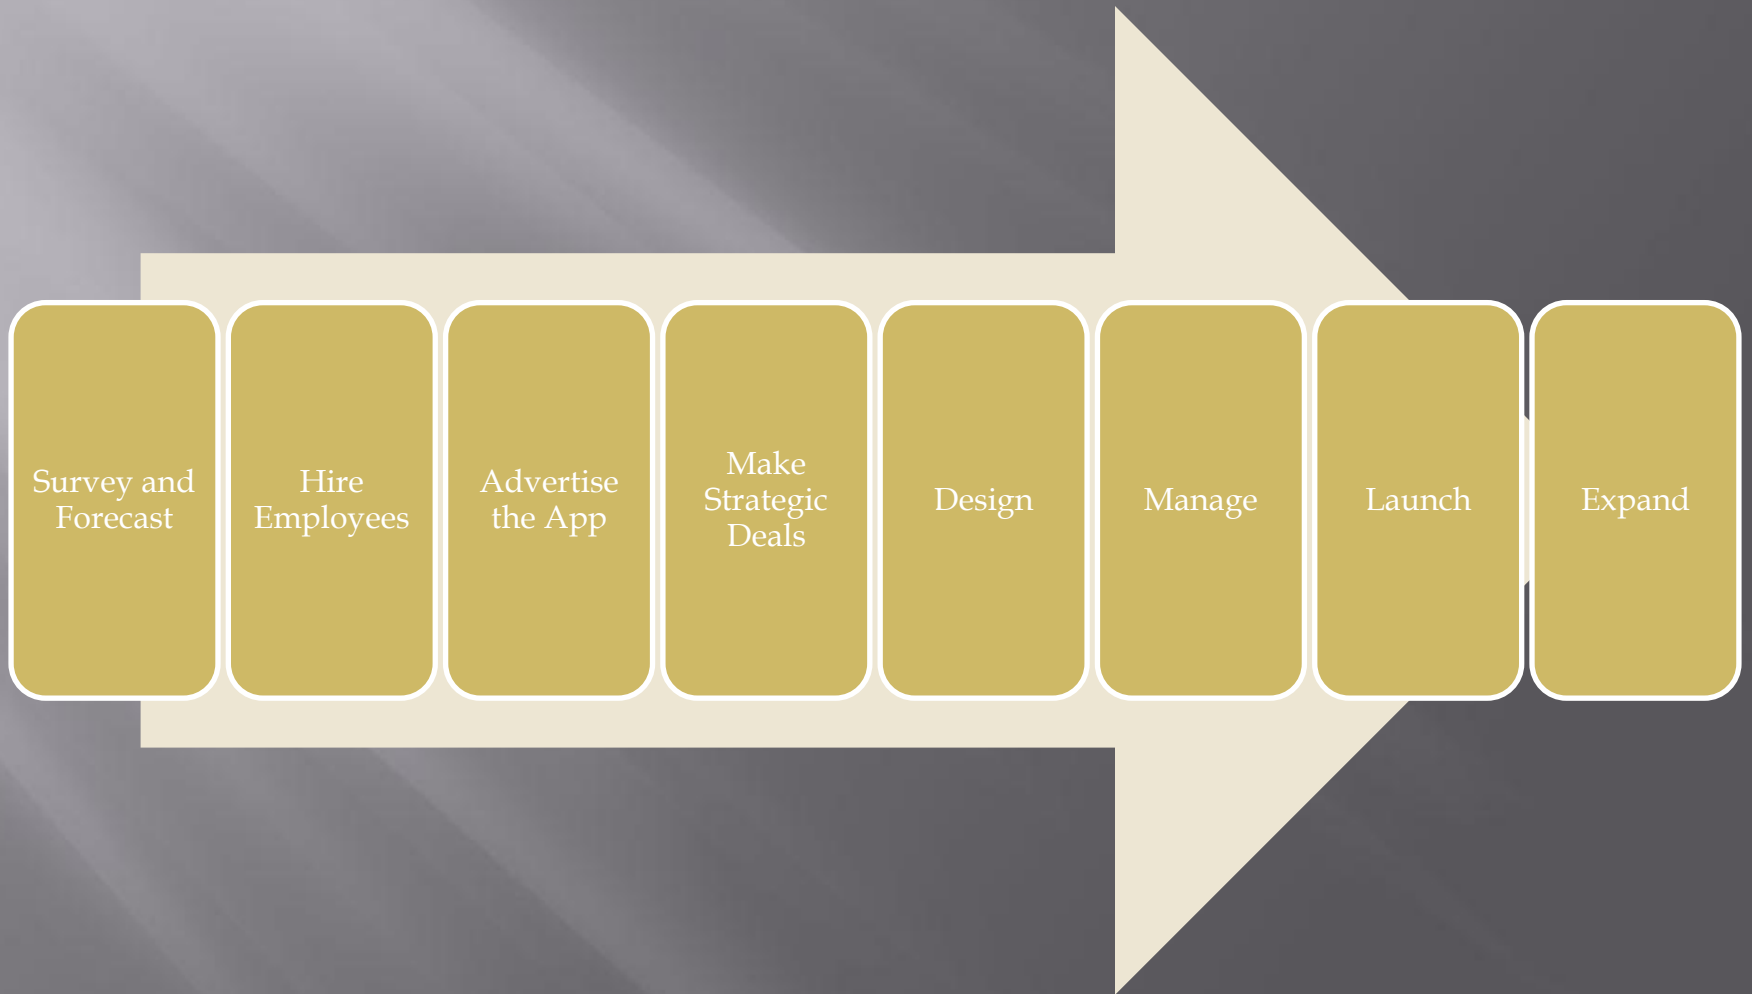 Survey and
Forecast
Hire
Employees
Advertise
the App
Make
Strategic
Deals
Design
Manage
Launch
Expand